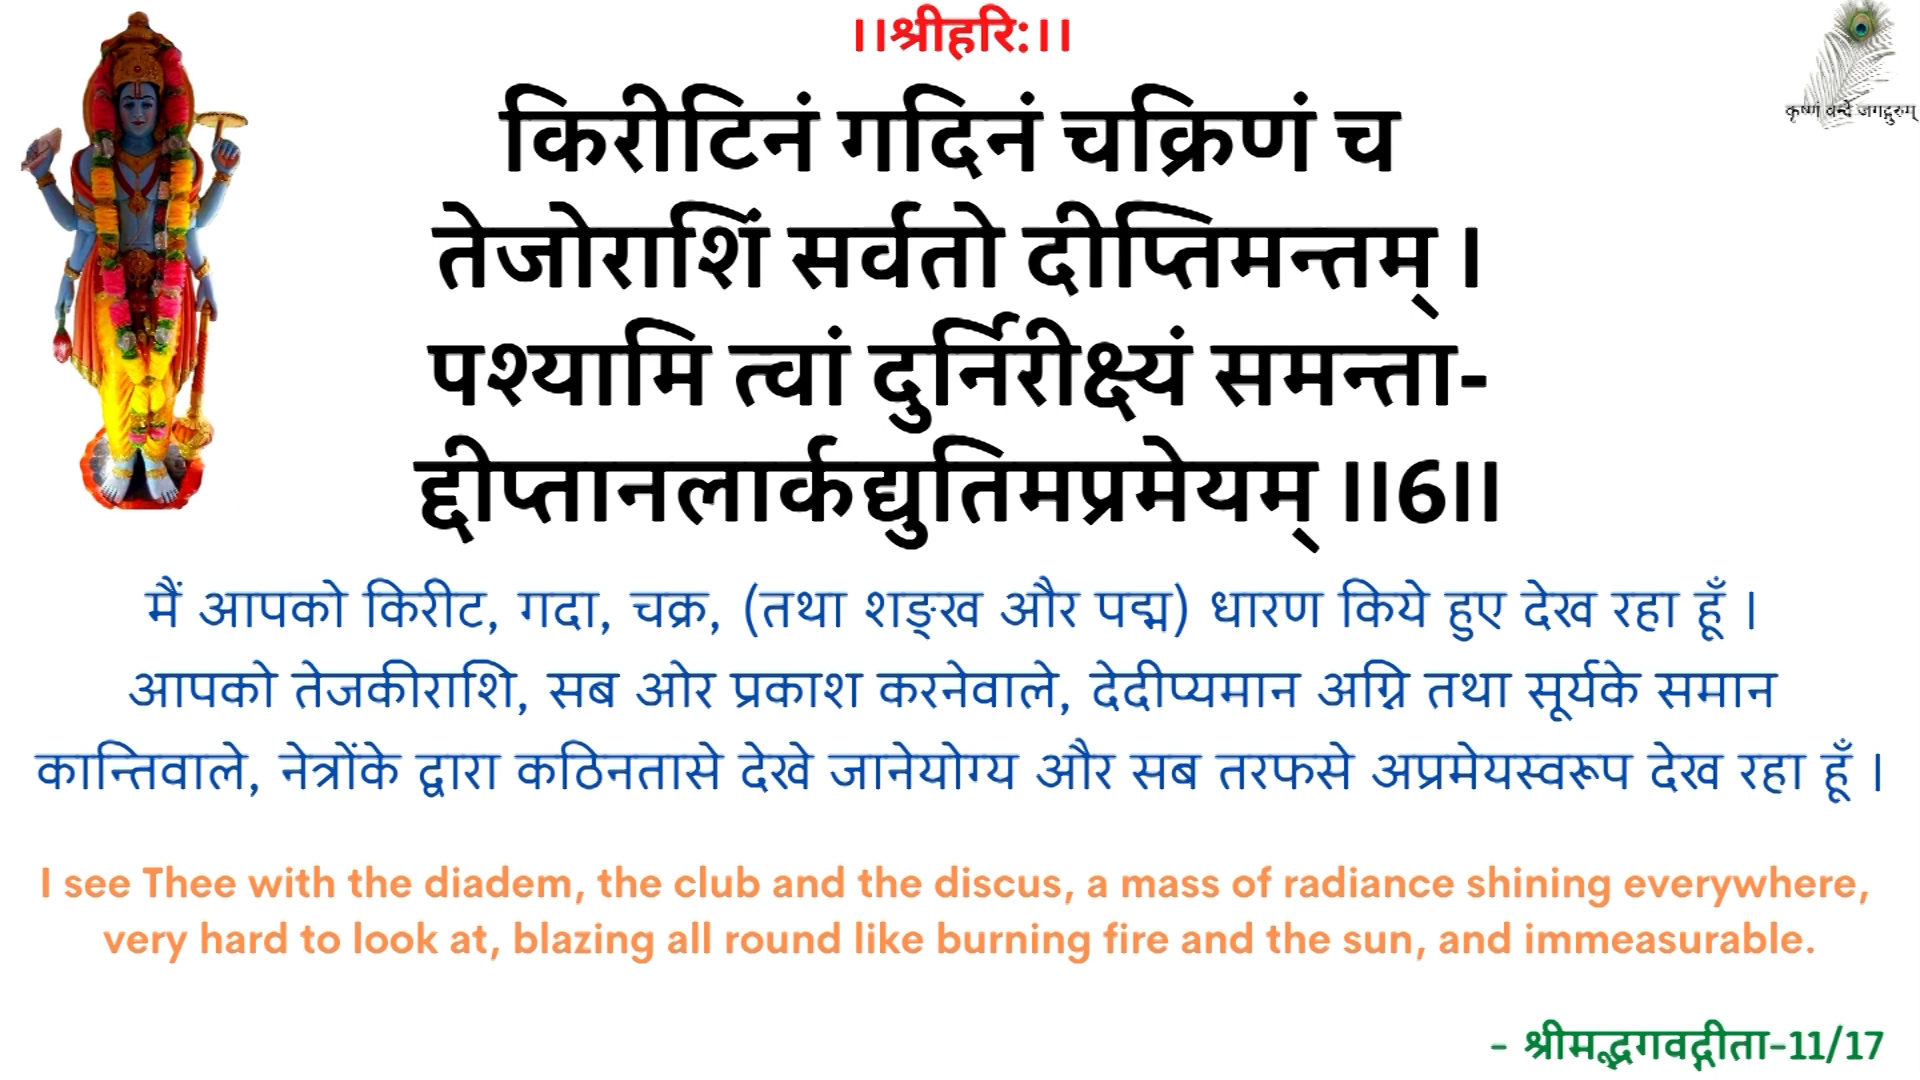 ।।श्रीहरि:।।
कृष्णं वन्दे जगद्गुरुम्
किरीटिनं गदिनं चक्रिणं च
तेजोराशिं सर्वतो दीप्तिमन्तम् ।
पश्यामि त्वां दुर्निरीक्ष्यं समन्ता-
द्दीप्तानलार्कद्युतिमप्रमेयम् ।।6।।
मैं आपको किरीट, गदा, चक्र, (तथा शङ्ख और पद्म) धारण किये हुए देख रहा हूँ ।
आपको तेजकीराशि, सब ओर प्रकाश करनेवाले, देदीप्यमान अग्नि तथा सूर्यके समान
कान्तिवाले, नेत्रोंके द्वारा कठिनतासे देखे जानेयोग्य और सब तरफसे अप्रमेयस्वरूप देख रहा हूँ ।
I see Thee with the diadem, the club and the discus, a mass of radiance shining everywhere,
very hard to look at, blazing all round like burning fire and the sun, and immeasurable.
- श्रीमद्भगवद्गीता-11/17